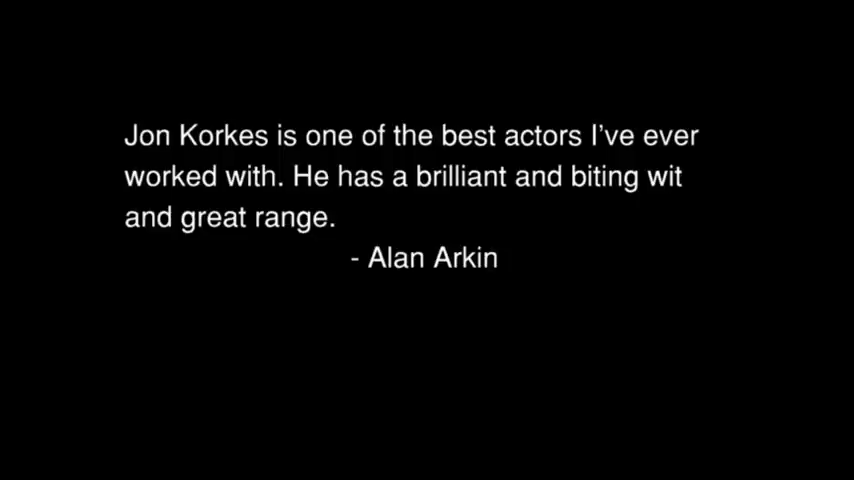 Jon Korkes is one of the best actors I’ve ever
worked with. He has a brilliant and biting wit
and great range.
- Alan Arkin